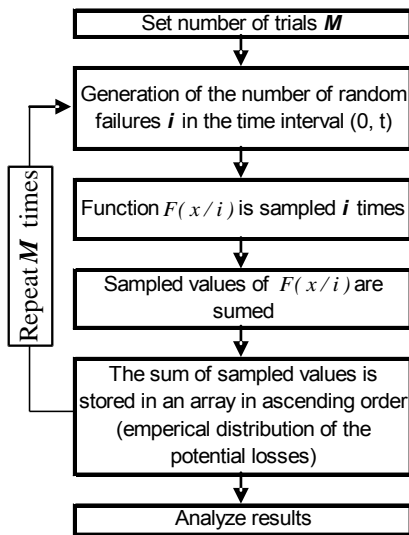 Set number of trials M
Generation of the number of random
failures i in the time interval (0, t)
Function F( x / i ) is sampled i times
Sampled values of F( x / i ) are
sumed
The sum of sampled values is
stored in an array in ascending order
(emperical distribution of the
potential losses)
Analyze results
Repeat M times